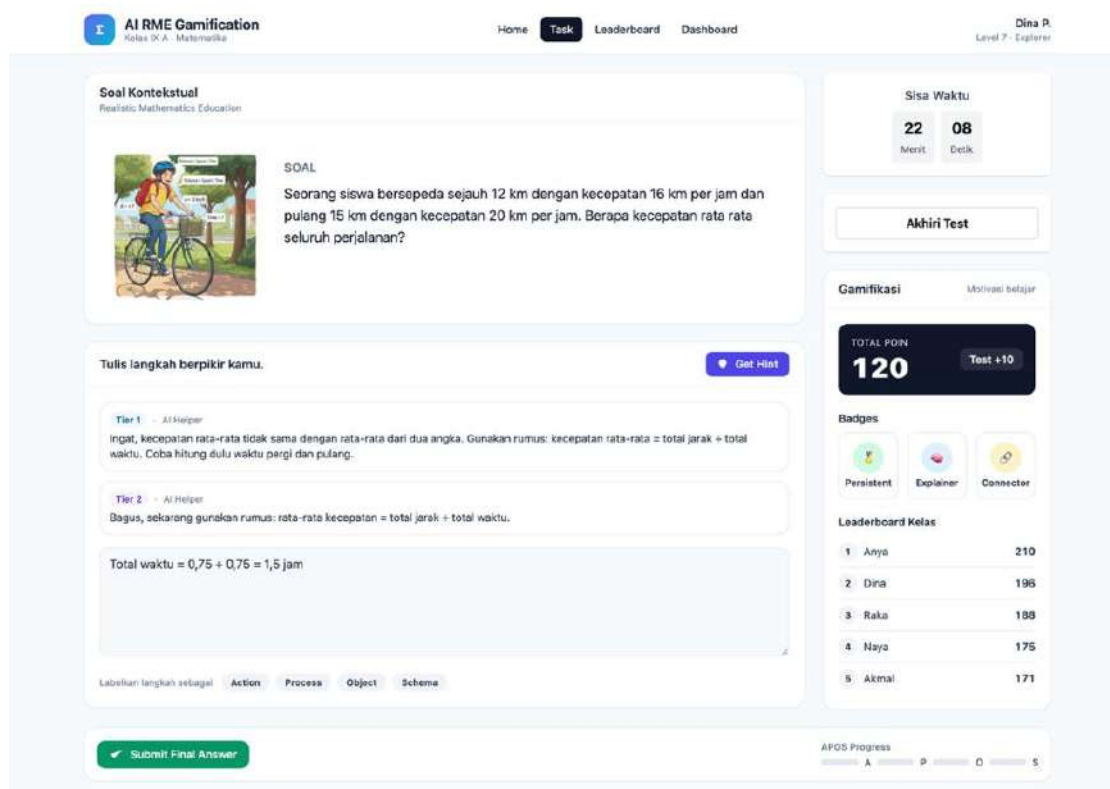 Σ
AI RME Gamification
Kelas IX A · Matematika
Home Task Leaderboard Dashboard
Dina P.
Level 7 · Explorer
Soal Kontekstual
Realistic Mathematics Education
SOAL
Seorang siswa bersepeda sejauh 12 km dengan kecepatan 16 km per jam dan
pulang 15 km dengan kecepatan 20 km per jam. Berapa kecepatan rata rata
seluruh perjalanan?
Sisa Waktu
22 08
Menit Detik
Akhiri Test
Gamifikasi Motivasi belajar
TOTAL POIN
120
Test +10
Badges
Persistent Explainer Connector
Leaderboard Kelas
1 Anya 210
2 Dina 196
3 Raka 188
4 Naya 175
5 Akmal 171
Tulis langkah berpikir kamu.
Get Hint
Tier 1 · AI Helper
Ingat, kecepatan rata-rata tidak sama dengan rata-rata dari dua angka. Gunakan rumus: kecepatan rata-rata = total jarak ÷ total
waktu. Coba hitung dulu waktu pergi dan pulang.
Tier 2 · AI Helper
Bagus, sekarang gunakan rumus: rata-rata kecepatan = total jarak ÷ total waktu.
Total waktu = 0,75 + 0,75 = 1,5 jam
Labelkan langkah sebagai Action Process Object Schema
Submit Final Answer
APOS Progress
A P O S